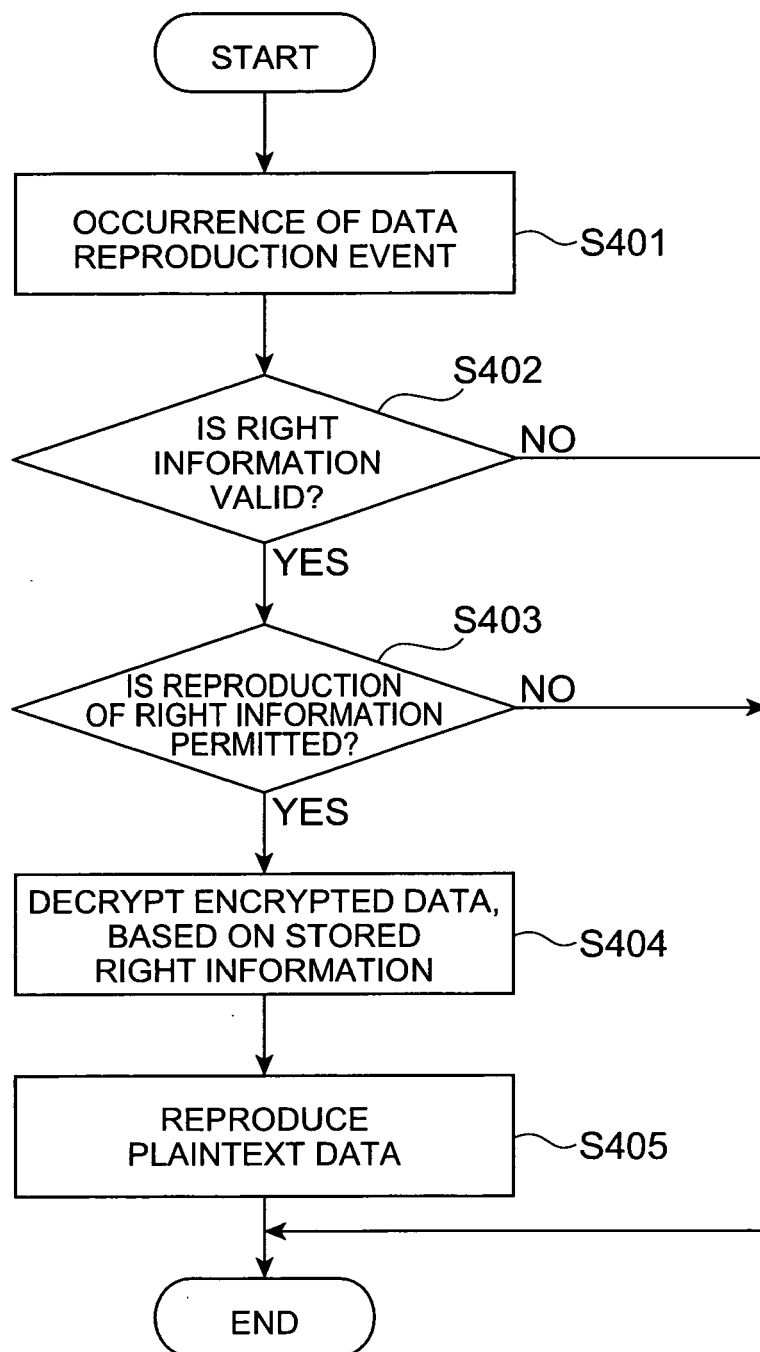 START
OCCURRENCE OF DATA
REPRODUCTION EVENT
S401
S402
IS RIGHT
INFORMATION
VALID?
NO
YES
S403
IS REPRODUCTION
OF RIGHT INFORMATION
PERMITTED?
NO
YES
DECRYPT ENCRYPTED DATA,
BASED ON STORED
RIGHT INFORMATION
S404
REPRODUCE
PLAINTEXT DATA
S405
END